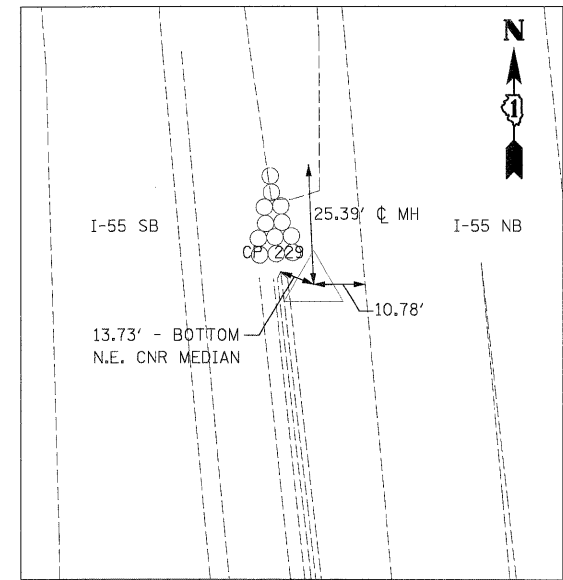 N
1
25.39' ℄ MH
I-55 SB
I-55 NB
CP 229
10.78'
13.73' - BOTTOM
N.E. CNR MEDIAN